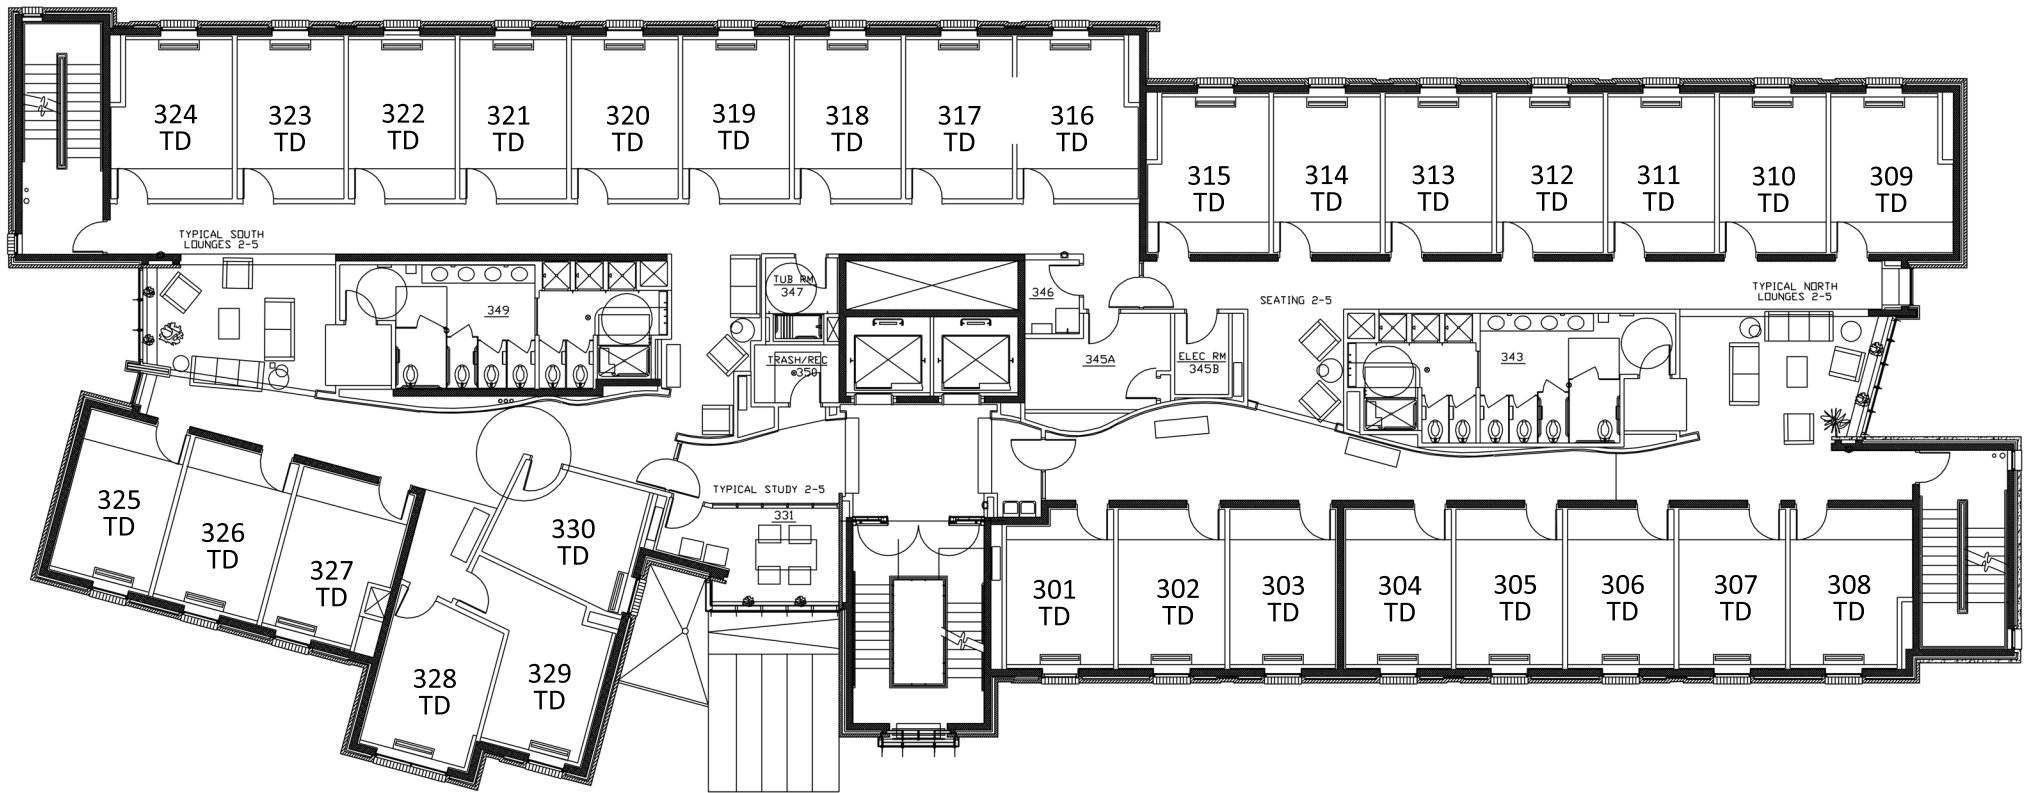 324
TD
323
TD
322
TD
321
TD
320
TD
319
TD
318
TD
317
TD
316
TD
315
TD
314
TD
313
TD
312
TD
311
TD
310
TD
309
TD
TYPICAL SOUTH
LOUNGES 2-5
TUB RM
347
346
SEATING 2-5
TYPICAL NORTH
LOUNGES 2-5
349
TRASH/REC
350
345A
ELEC RM
345B
343
325
TD
326
TD
327
TD
328
TD
329
TD
330
TD
TYPICAL STUDY 2-5
331
301
TD
302
TD
303
TD
304
TD
305
TD
306
TD
307
TD
308
TD